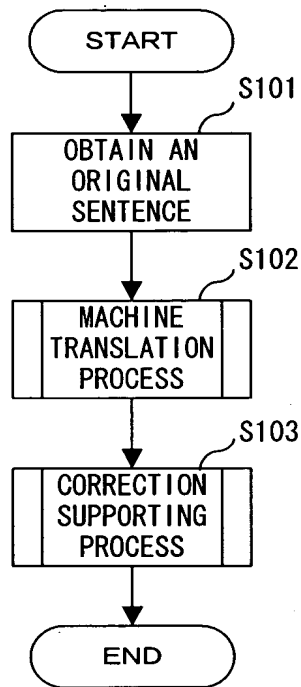 START
S101
OBTAIN AN
ORIGINAL
SENTENCE
S102
MACHINE
TRANSLATION
PROCESS
S103
CORRECTION
SUPPORTING
PROCESS
END